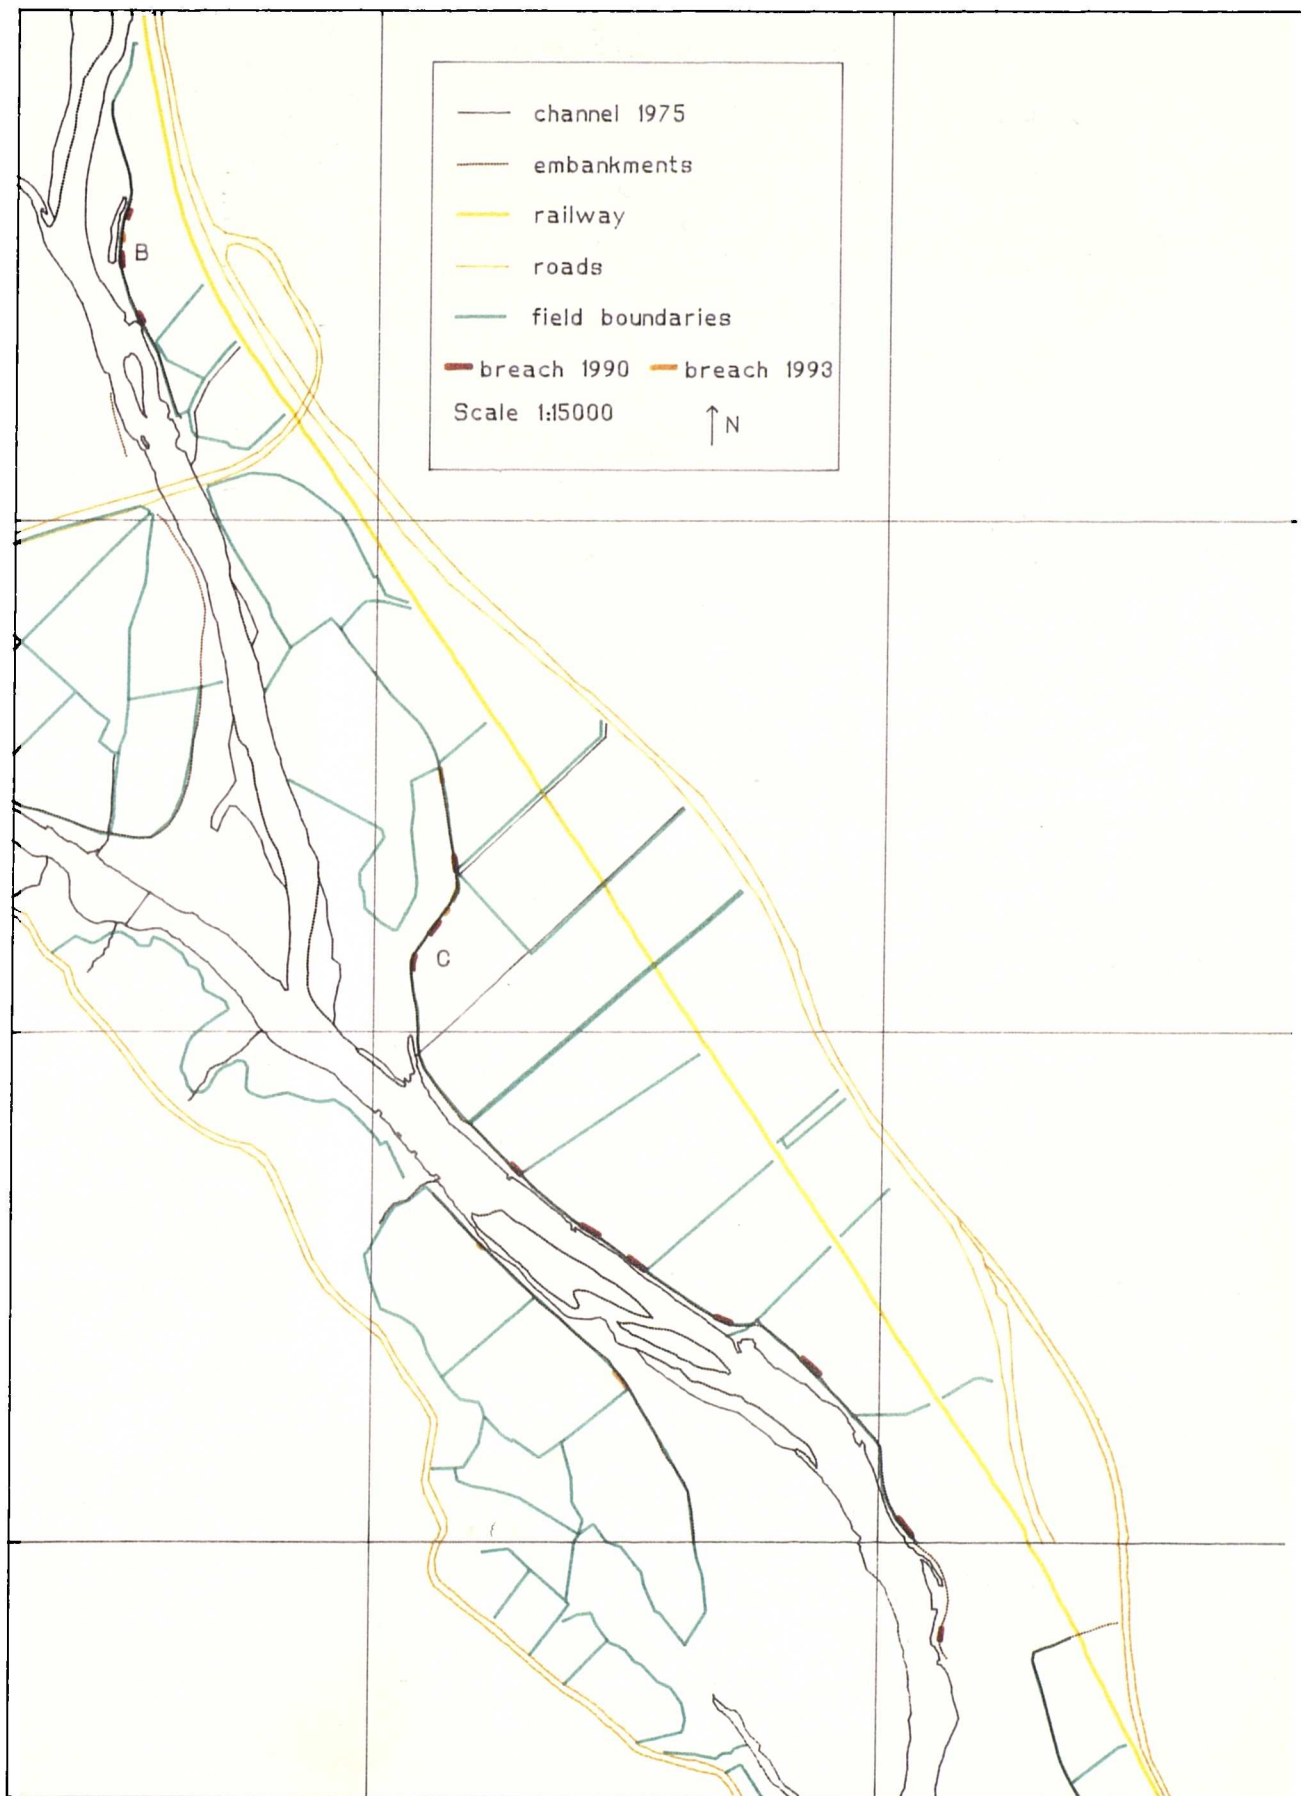 channel 1975
embankments
railway
roads
field boundaries
breach 1990 breach 1993
Scale 1:15000
N
B
C